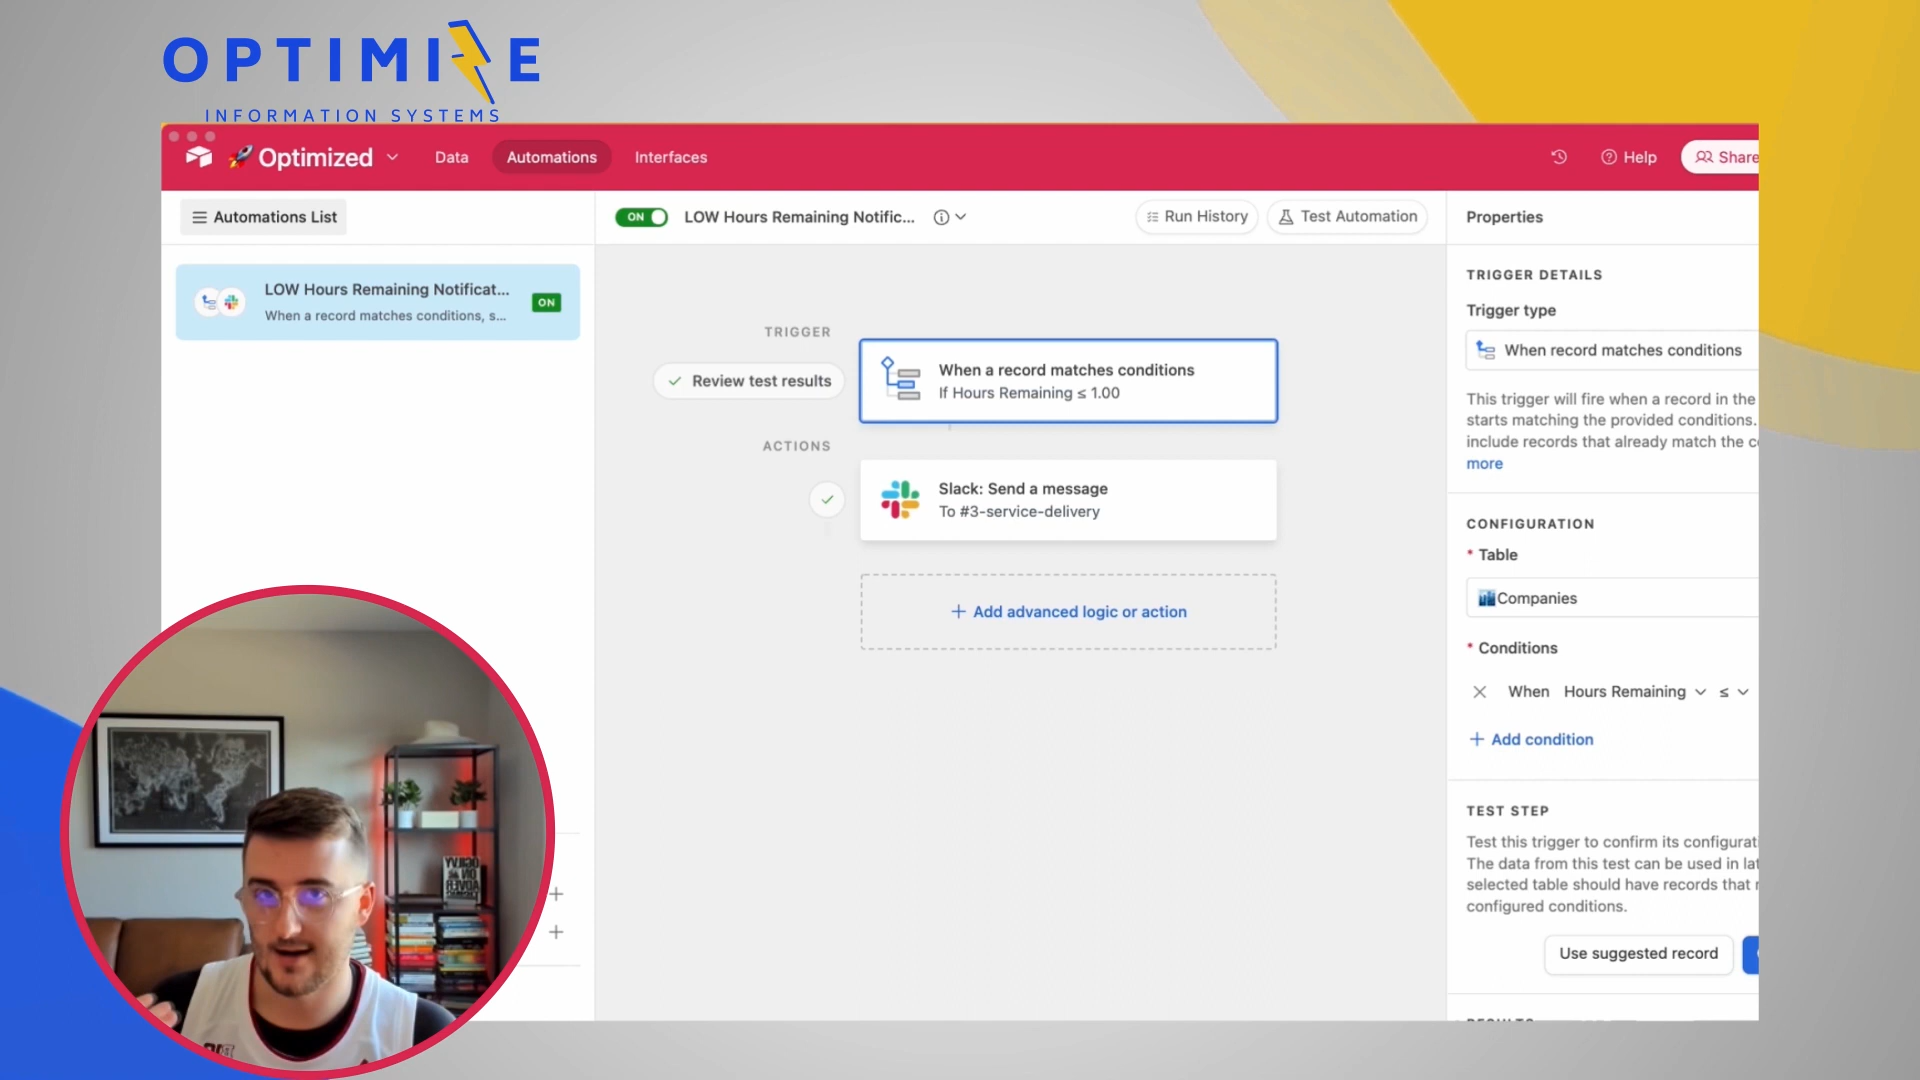 OPTIMIZE
INFORMATION SYSTEMS
Optimized
Data
Automations
Interfaces
Help
Share
Automations List
ON
LOW Hours Remaining Notific...
Run History
Test Automation
Properties
LOW Hours Remaining Notificat...
When a record matches conditions, s...
ON
TRIGGER
Review test results
When a record matches conditions
If Hours Remaining ≤ 1.00
ACTIONS
Slack: Send a message
To #3-service-delivery
+ Add advanced logic or action
TRIGGER DETAILS
Trigger type
When record matches conditions
This trigger will fire when a record in the
starts matching the provided conditions.
include records that already match the c
more
CONFIGURATION
* Table
Companies
* Conditions
When Hours Remaining ≤
+ Add condition
TEST STEP
Test this trigger to confirm its configurat
The data from this test can be used in lat
selected table should have records that
configured conditions.
Use suggested record
RESULTS
OGILVY
ON